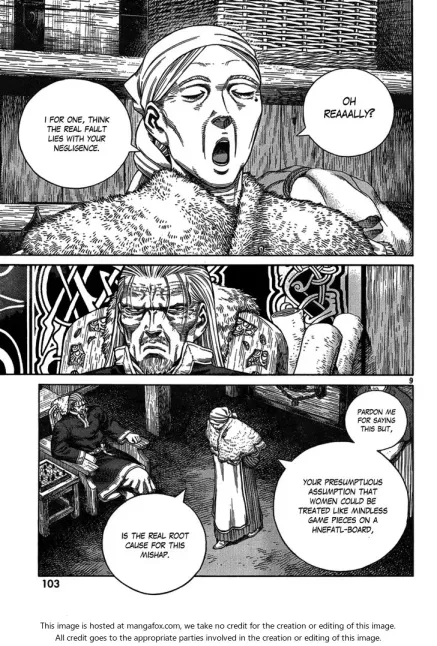 OH
REAAALLY?
I FOR ONE, THINK
THE REAL FAULT
LIES WITH YOUR
NEGLIGENCE.
9
PARDON ME
FOR SAYING
THIS BUT,
YOUR PRESUMPTUOUS
ASSUMPTION THAT
WOMEN COULD BE
TREATED LIKE MINDLESS
GAME PIECES ON A
HNEFATL-BOARD,
IS THE REAL ROOT
CAUSE FOR THIS
MISHAP.
103
This image is hosted at mangafox.com, we take no credit for the creation or editing of this image.
All credit goes to the appropriate parties involved in the creation or editing of this image.